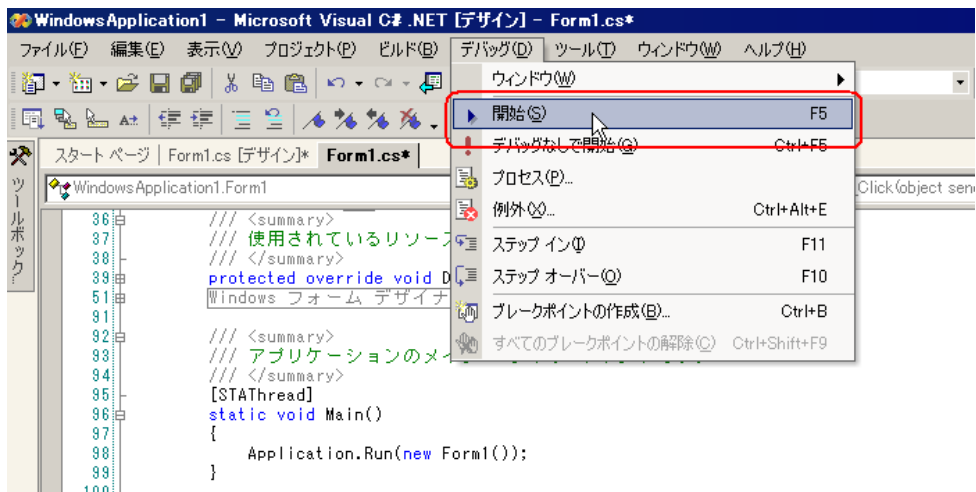 WindowsApplication1 - Microsoft Visual C# .NET [デザイン] - Form1.cs*
ファイル(F) 編集(E) 表示(V) プロジェクト(P) ビルド(B) デバッグ(D) ツール(T) ウィンドウ(W) ヘルプ(H)
ウィンドウ(W)
開始(S) F5
デバッグなしで開始(G) Ctrl+F5
プロセス(P)...
例外(X)... Ctrl+Alt+E
ステップ イン(I) F11
ステップ オーバー(O) F10
ブレークポイントの作成(B)... Ctrl+B
すべてのブレークポイントの解除(C) Ctrl+Shift+F9
スタート ページ Form1.cs [デザイン]* Form1.cs*
ツールボックス
WindowsApplication1.Form1
Click(object sen
36 /// <summary>
37 /// 使用されているリソース
38 /// </summary>
39 protected override void D
51 Windows フォーム デザイナ
91
92 /// <summary>
93 /// アプリケーションのメイ
94 /// </summary>
95 [STAThread]
96 static void Main()
97 {
98 Application.Run(new Form1());
99 }
100